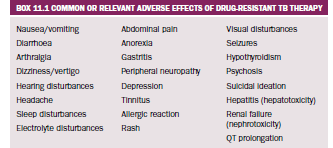 BOX 11.1 COMMON OR RELEVANT ADVERSE EFFECTS OF DRUG-RESISTANT TB THERAPY
Nausea/vomiting
Diarrhoea
Arthralgia
Dizziness/vertigo
Hearing disturbances
Headache
Sleep disturbances
Electrolyte disturbances
Abdominal pain
Anorexia
Gastritis
Peripheral neuropathy
Depression
Tinnitus
Allergic reaction
Rash
Visual disturbances
Seizures
Hypothyroidism
Psychosis
Suicidal ideation
Hepatitis (hepatotoxicity)
Renal failure
(nephrotoxicity)
QT prolongation